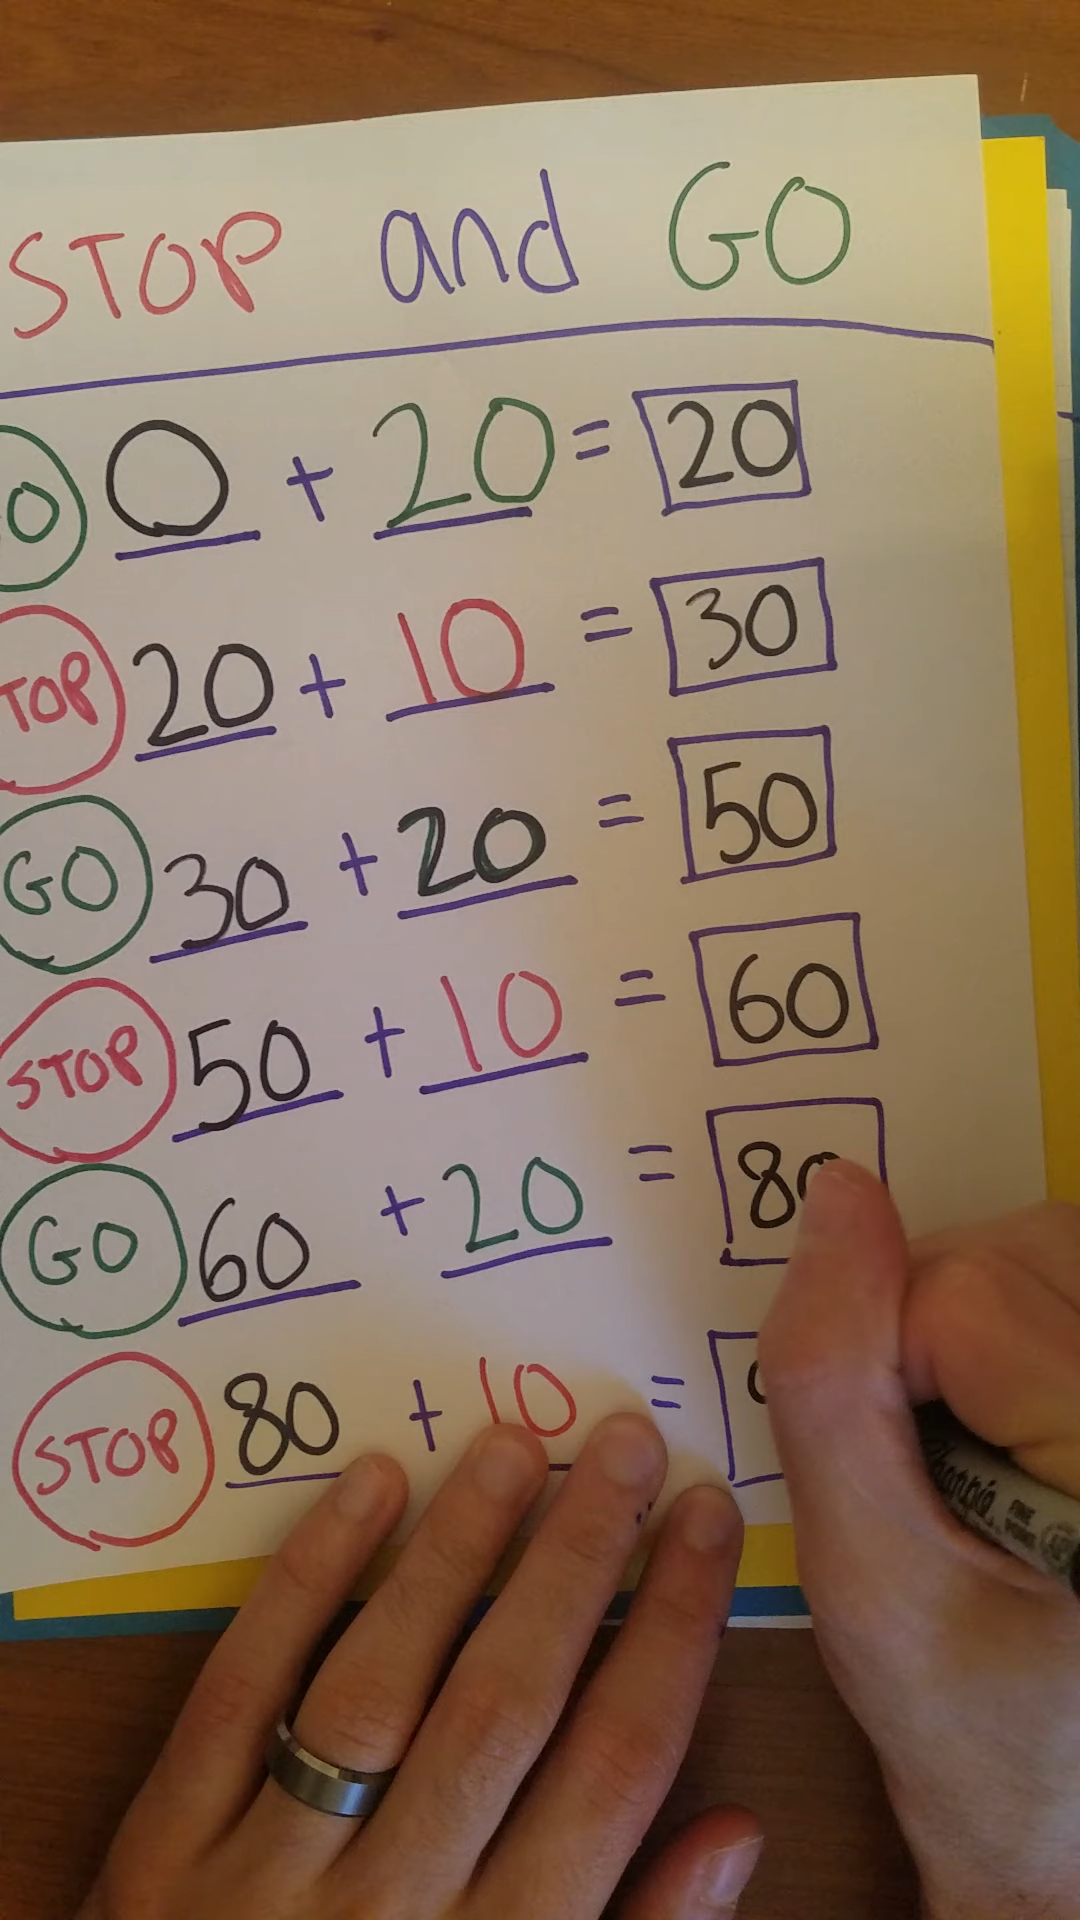 STOP and GO
O 0 + 20 = 20
TOP 20 + 10 = 30
GO 30 + 20 = 50
STOP 50 + 10 = 60
GO 60 + 20 = 80
STOP 80 + 10 =
Sharpie